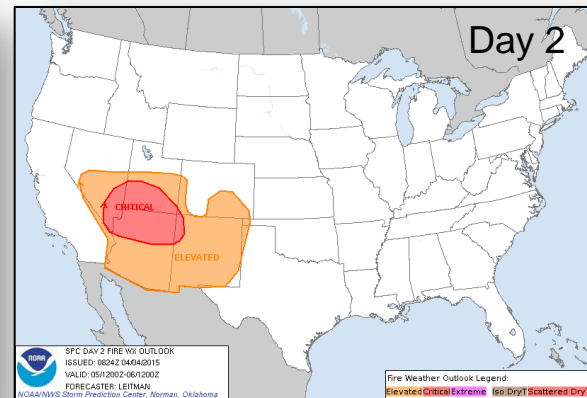 Day 2
CRITICAL
ELEVATED
NOAA
SPC DAY 2 FIRE WX OUTLOOK
ISSUED: 0824Z 04/04/2015
VALID: 05/1200Z-06/1200Z
FORECASTER: LEITMAN
NOAA/NWS Storm Prediction Center, Norman, Oklahoma
Fire Weather Outlook Legend:
Elevated Critical Extreme Iso DryT Scattered DryT